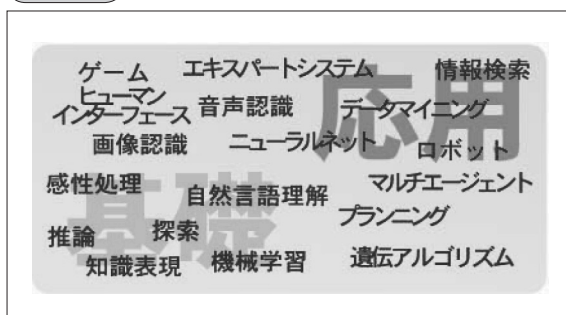 ゲーム エキスパートシステム 情報検索
ヒューマン
インターフェース 音声認識 データマイニング
応用
画像認識 ニューラルネット ロボット
感性処理 自然言語理解 マルチエージェント
基礎
プランニング
推論 探索
知識表現 機械学習 遺伝アルゴリズム